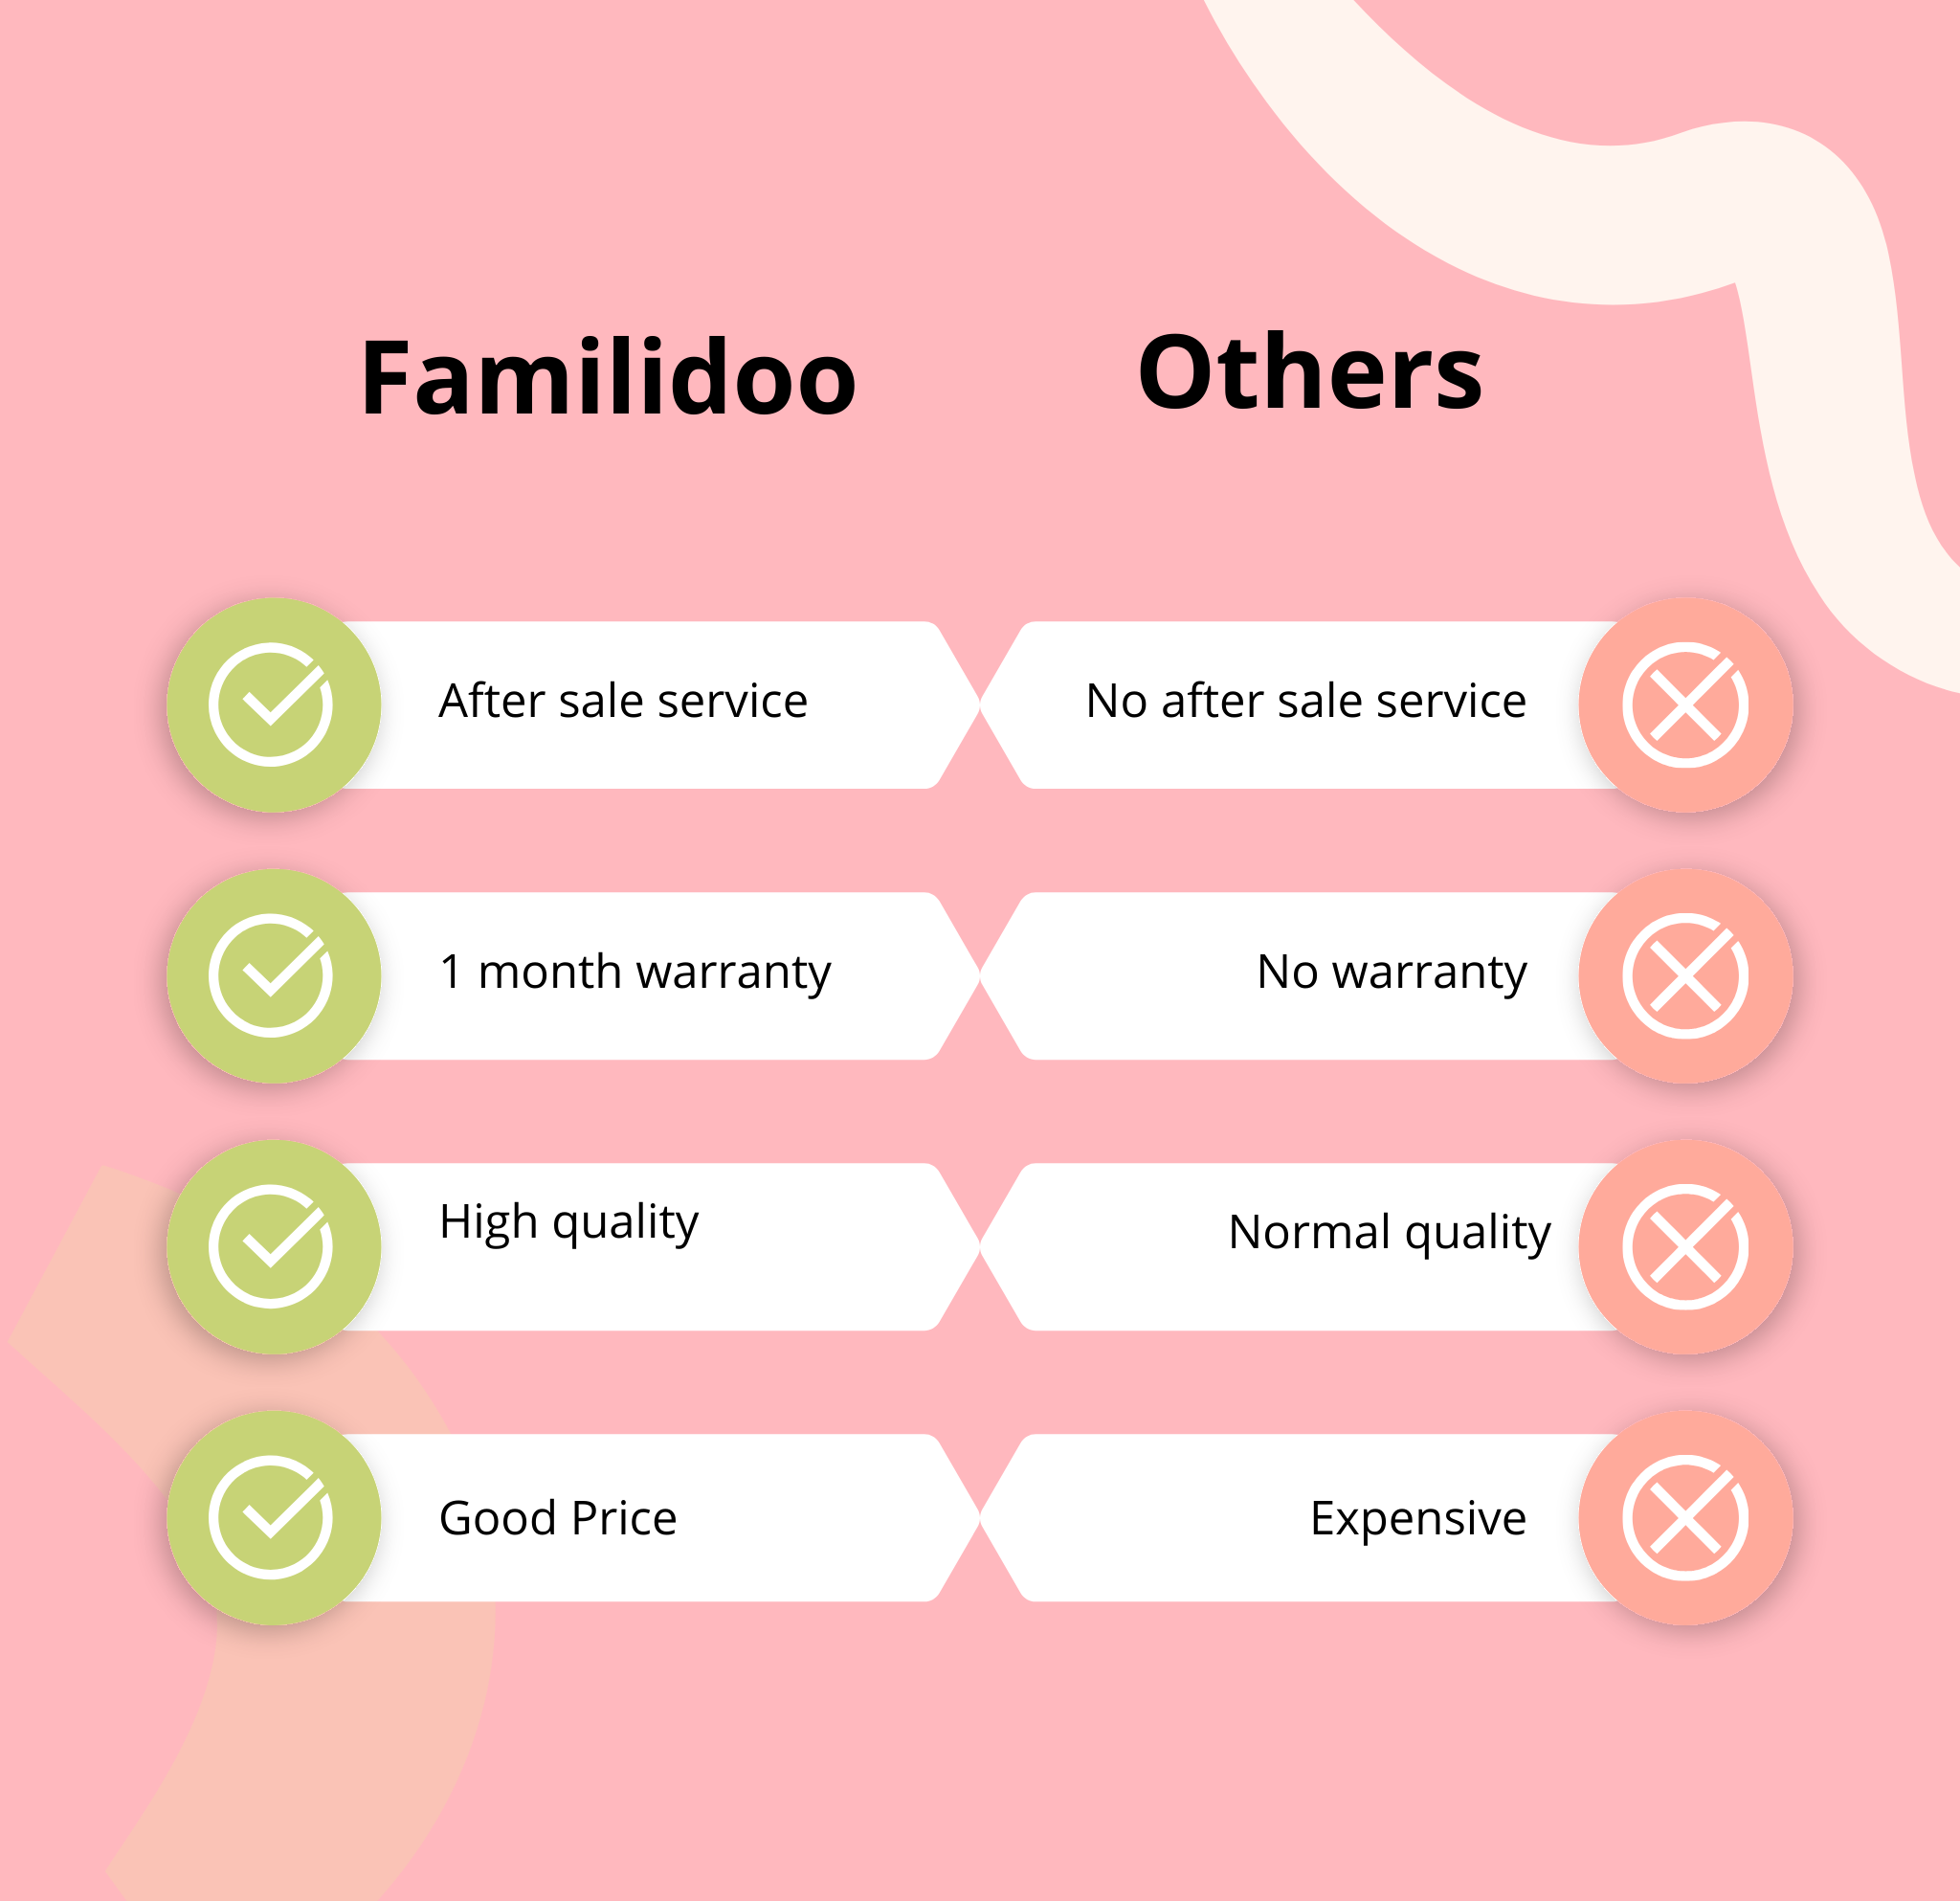 Familidoo
Others
After sale service
No after sale service
1 month warranty
No warranty
High quality
Normal quality
Good Price
Expensive